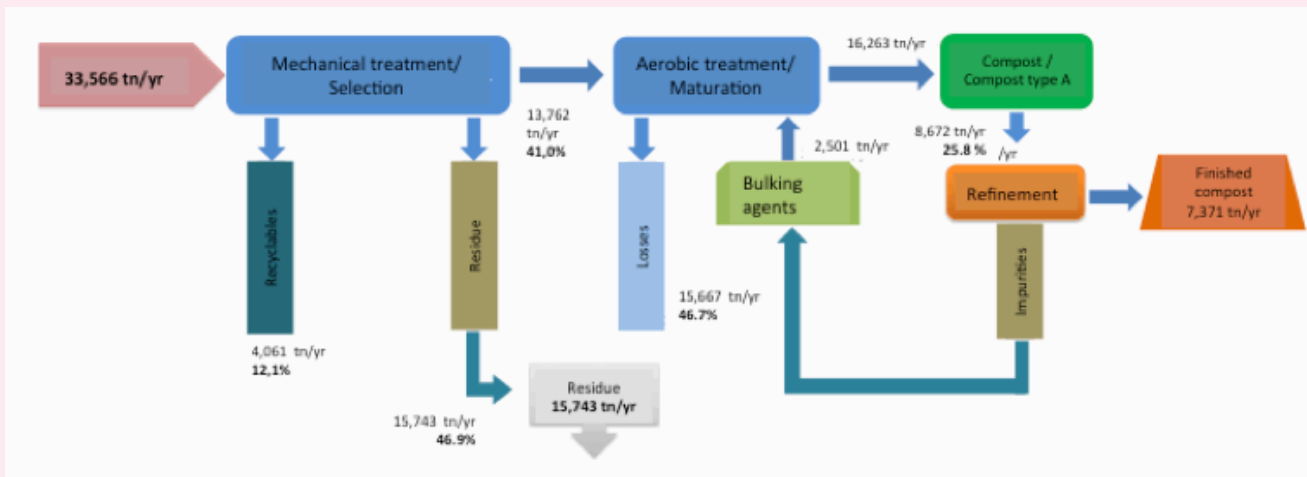 33,566 tn/yr
Mechanical treatment/
Selection
13,762
tn/yr
41,0%
Aerobic treatment/
Maturation
16,263 tn/yr
Compost /
Compost type A
8,672 tn/yr
25.8 %
/yr
Refinement
Finished
compost
7,371 tn/yr
2,501 tn/yr
Bulking
agents
Recyclables
Residue
Losses
Impurities
15,667 tn/yr
46.7%
4,061 tn/yr
12,1%
15,743 tn/yr
46.9%
Residue
15,743 tn/yr